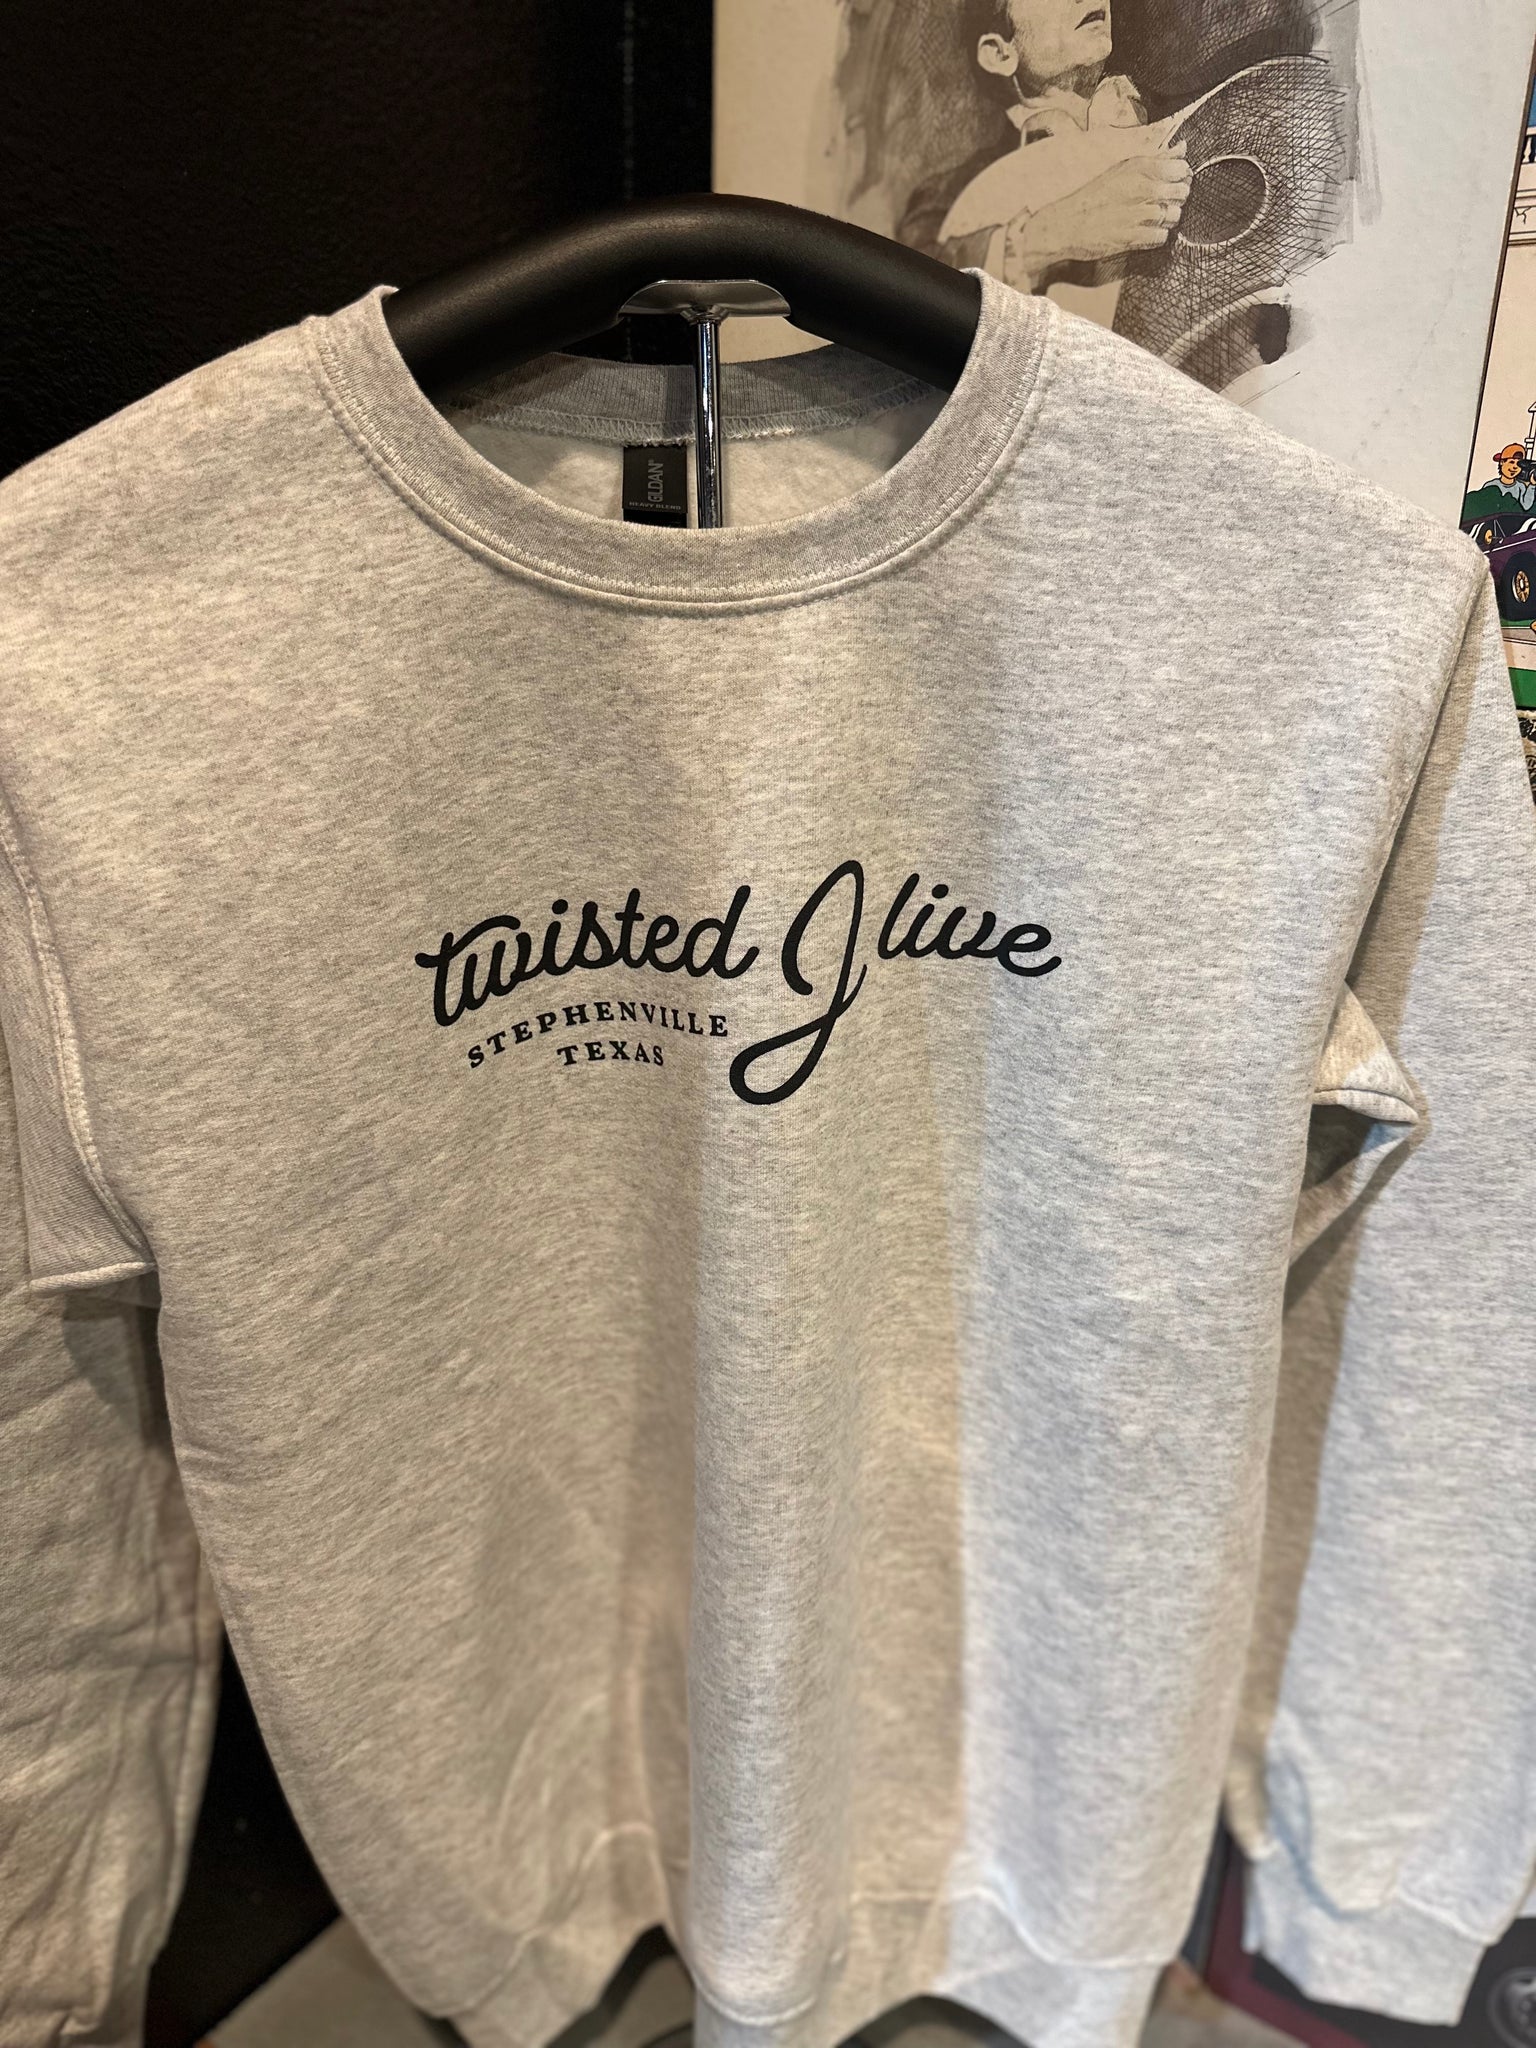 GILDAN®
HEAVY BLEND
twisted J live
STEPHENVILLE
TEXAS